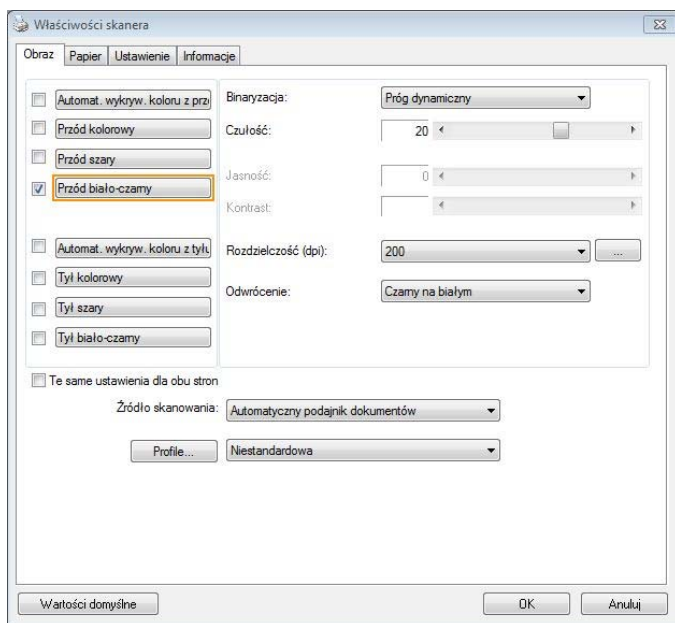 Właściwości skanera
Obraz Papier Ustawienie Informacje
Automat. wykryw. koloru z prz
Przód kolorowy
Przód szary
Przód biało-czarny
Automat. wykryw. koloru z tyłu
Tył kolorowy
Tył szary
Tył biało-czarny
Binaryzacja: Próg dynamiczny
Czułość: 20
Jasność: 0
Kontrast:
Rozdzielczość (dpi): 200 ...
Odwrócenie: Czarny na białym
Te same ustawienia dla obu stron
Źródło skanowania: Automatyczny podajnik dokumentów
Profile... Niestandardowa
Wartości domyślne OK Anuluj